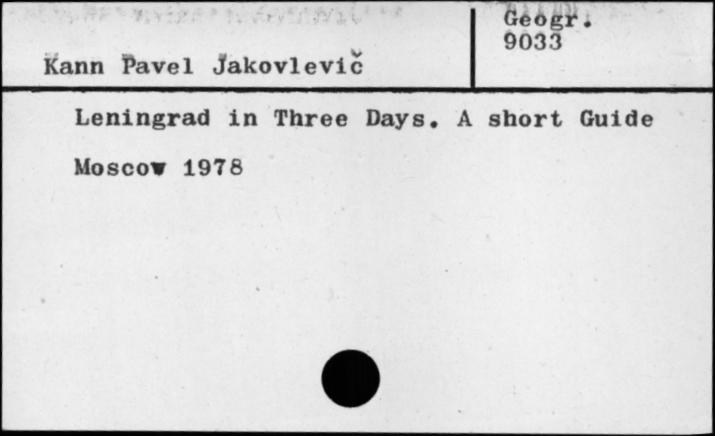 Geogr.
9033
Kann Pavel Jakovlevič
Leningrad in Three Days. A short Guide
Moscow 1978